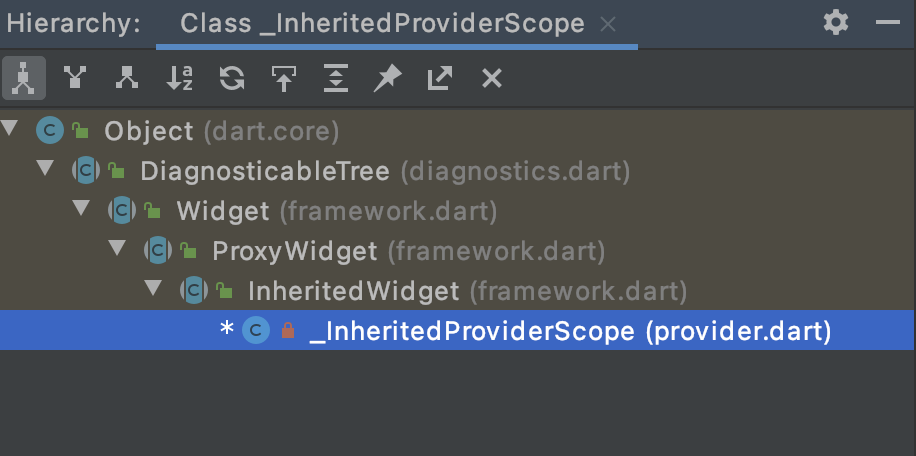 Hierarchy: Class _InheritedProviderScope
Object (dart.core)
DiagnosticableTree (diagnostics.dart)
Widget (framework.dart)
ProxyWidget (framework.dart)
InheritedWidget (framework.dart)
* _InheritedProviderScope (provider.dart)